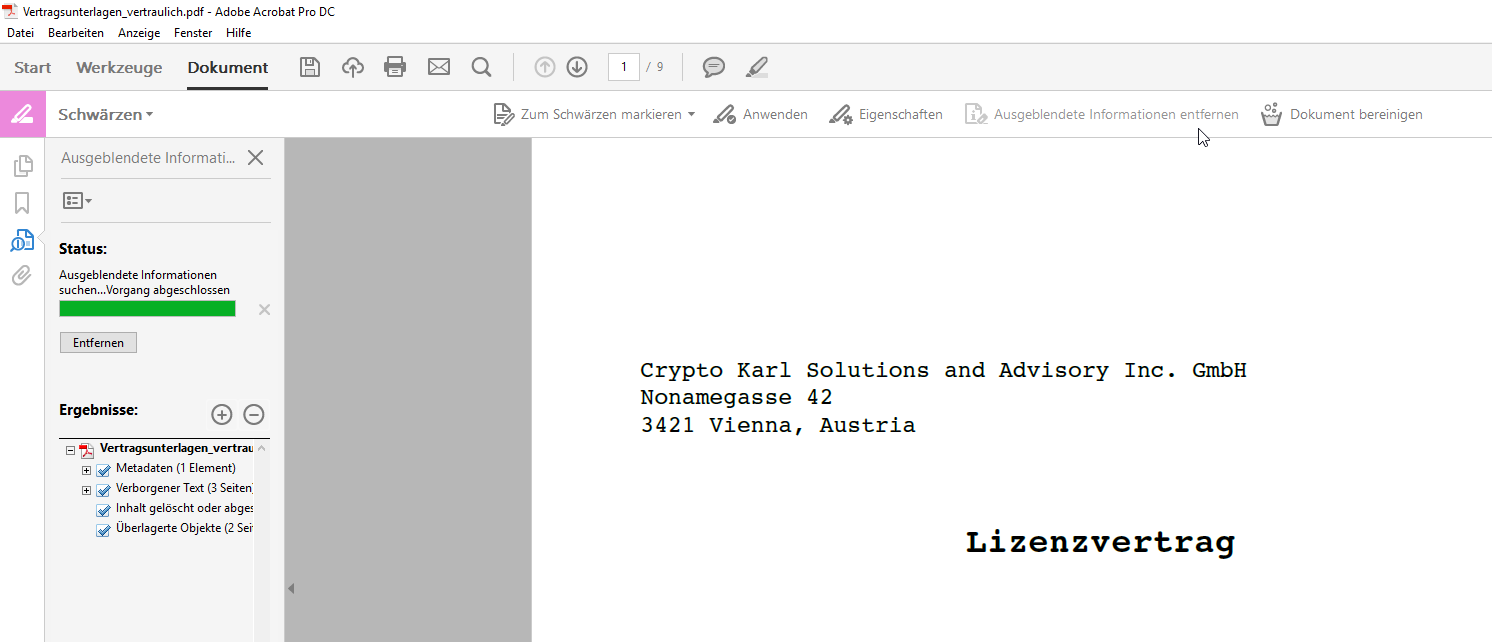 Vertragsunterlagen_vertraulich.pdf - Adobe Acrobat Pro DC
Datei Bearbeiten Anzeige Fenster Hilfe
Start Werkzeuge Dokument 1 / 9
Schwärzen Zum Schwärzen markieren Anwenden Eigenschaften Ausgeblendete Informationen entfernen Dokument bereinigen
Ausgeblendete Informati...
Status:
Ausgeblendete Informationen
suchen...Vorgang abgeschlossen
Entfernen
Ergebnisse:
Vertragsunterlagen_vertrau
Metadaten (1 Element)
Verborgener Text (3 Seiten)
Inhalt gelöscht oder abges
Überlagerte Objekte (2 Sei
Crypto Karl Solutions and Advisory Inc. GmbH
Nonamegasse 42
3421 Vienna, Austria
Lizenzvertrag